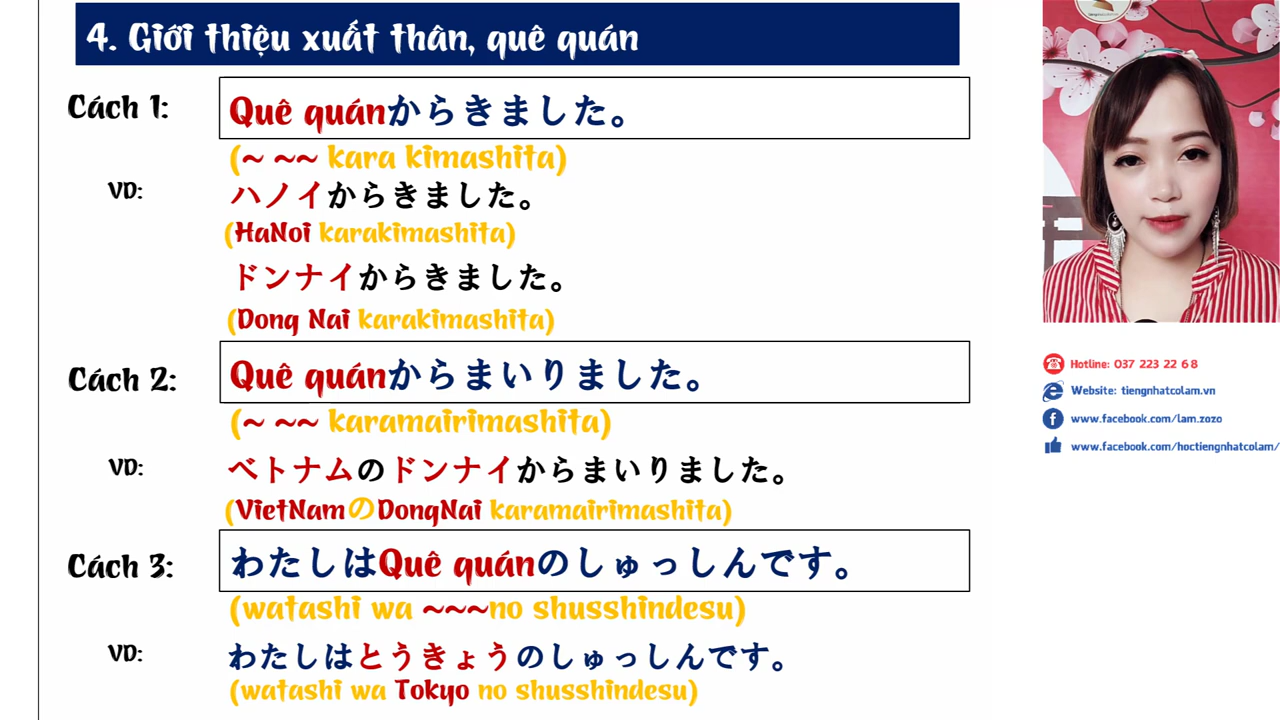 4. Giới thiệu xuất thân, quê quán
Cách 1:
Quê quánからきました。
(~ ~~ kara kimashita)
VD:
ハノイからきました。
(HaNoi karakimashita)
ドンナイからきました。
(Dong Nai karakimashita)
Cách 2:
Quê quánからまいりました。
(~ ~~ karamairimashita)
VD:
ベトナムのドンナイからまいりました。
(VietNamのDongNai karamairimashita)
Cách 3:
わたしはQuê quánのしゅっしんです。
(watashi wa ~~~no shusshindesu)
VD:
わたしはとうきょうのしゅっしんです。
(watashi wa Tokyo no shusshindesu)
Hotline: 037 223 22 68
Website: tiengnhatcolam.vn
www.facebook.com/lam.zozo
www.facebook.com/hoctiengnhatcolam/